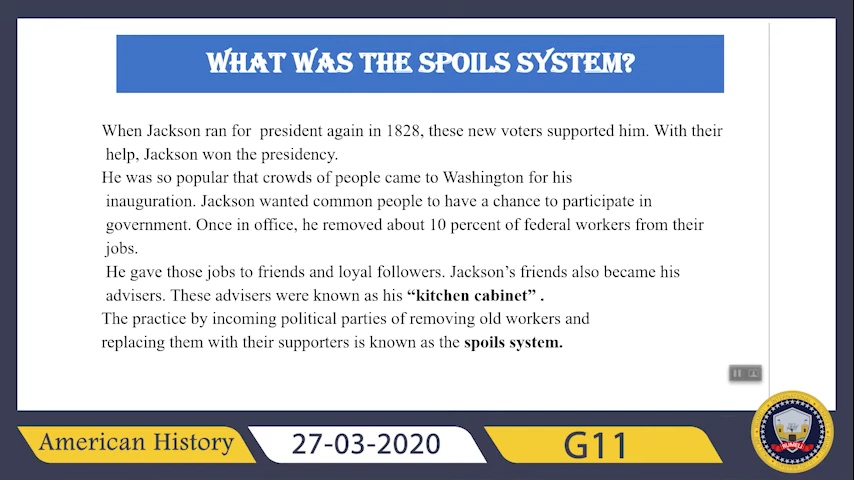 WHAT WAS THE SPOILS SYSTEM?
When Jackson ran for president again in 1828, these new voters supported him. With their
help, Jackson won the presidency.
He was so popular that crowds of people came to Washington for his
inauguration. Jackson wanted common people to have a chance to participate in
government. Once in office, he removed about 10 percent of federal workers from their
jobs.
He gave those jobs to friends and loyal followers. Jackson’s friends also became his
advisers. These advisers were known as his “kitchen cabinet” .
The practice by incoming political parties of removing old workers and
replacing them with their supporters is known as the spoils system.
American History
27-03-2020
G11